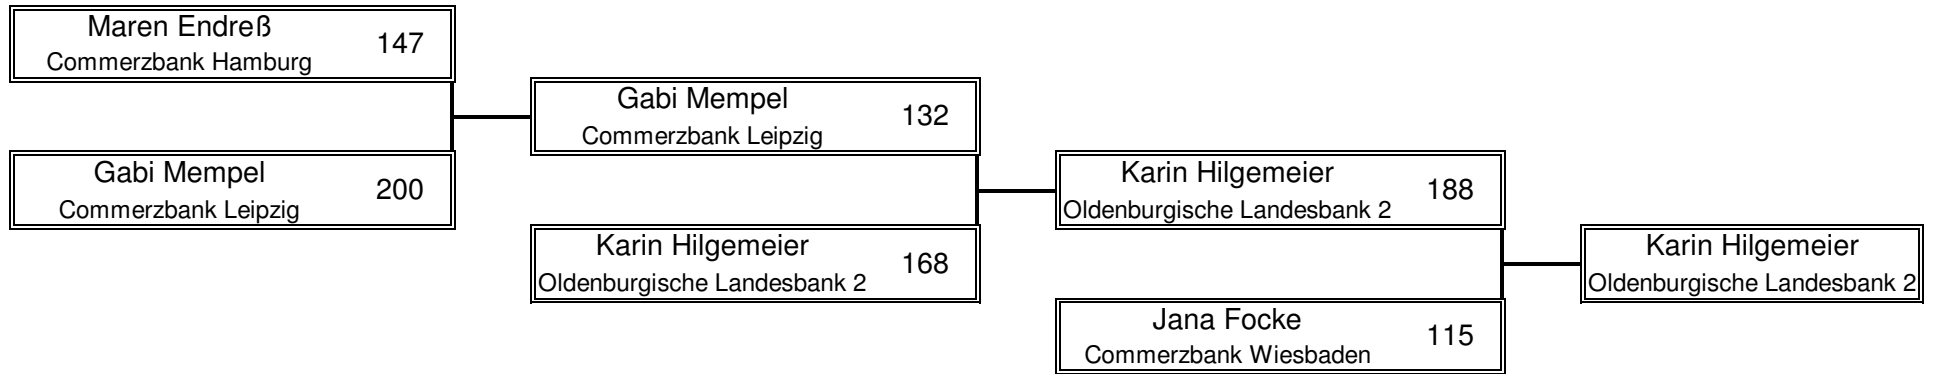 Maren Endreß
Commerzbank Hamburg
147
Gabi Mempel
Commerzbank Leipzig
200
Gabi Mempel
Commerzbank Leipzig
132
Karin Hilgemeier
Oldenburgische Landesbank 2
168
Karin Hilgemeier
Oldenburgische Landesbank 2
188
Jana Focke
Commerzbank Wiesbaden
115
Karin Hilgemeier
Oldenburgische Landesbank 2